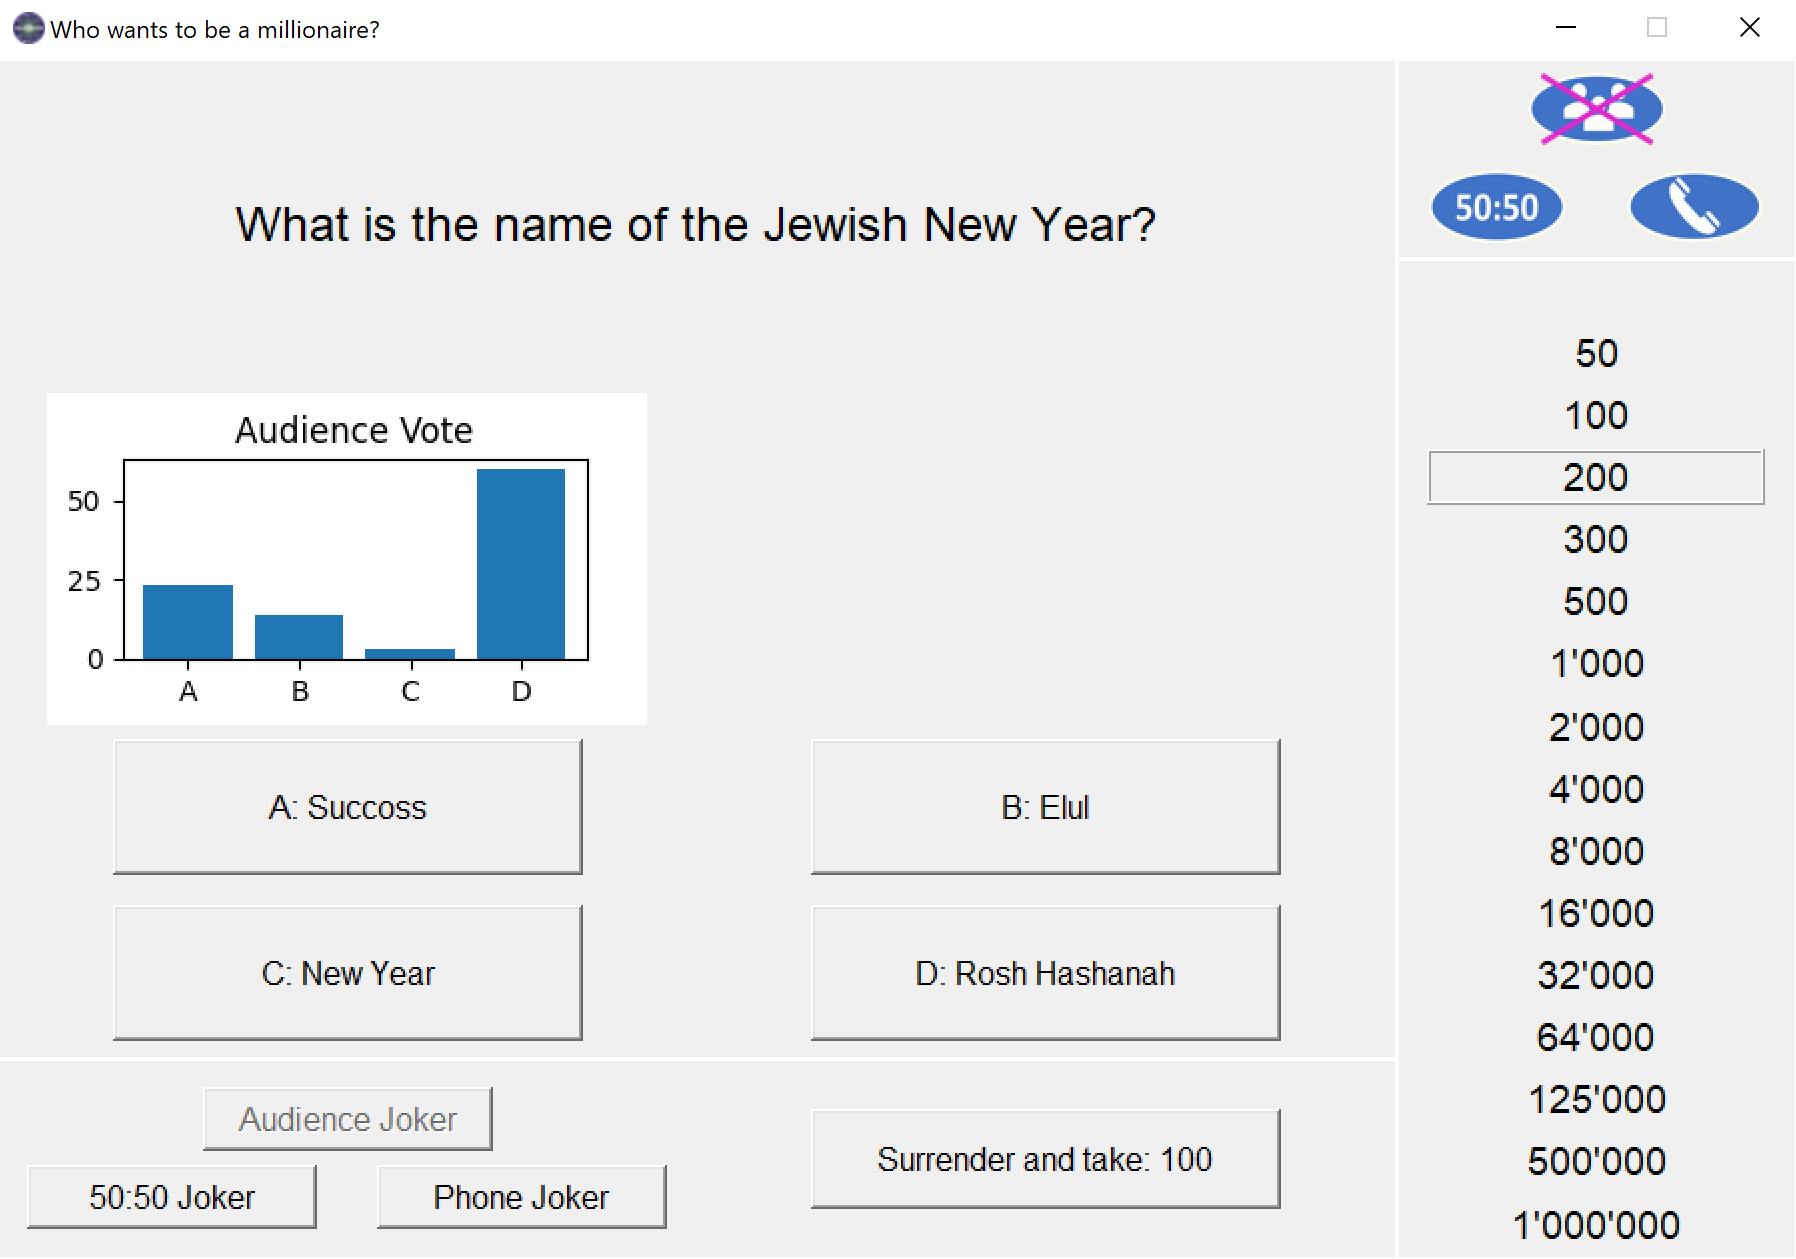 Who wants to be a millionaire?
What is the name of the Jewish New Year?
Audience Vote
50
25
0
A B C D
A: Succoss
B: Elul
C: New Year
D: Rosh Hashanah
Audience Joker
50:50 Joker
Phone Joker
Surrender and take: 100
50:50
50
100
200
300
500
1'000
2'000
4'000
8'000
16'000
32'000
64'000
125'000
500'000
1'000'000